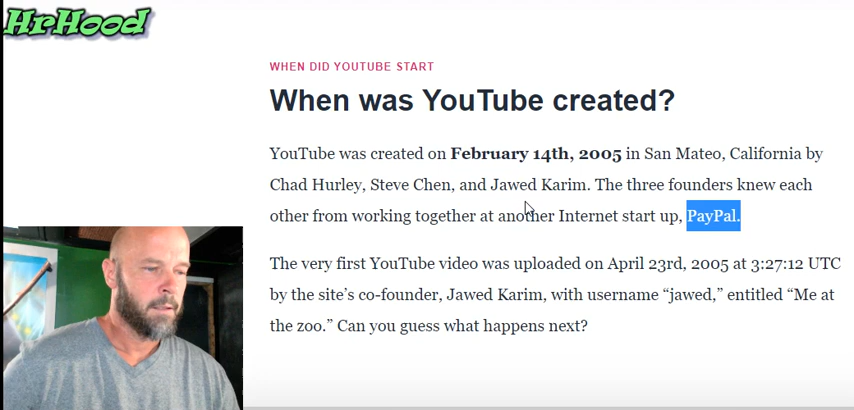 HrHood
WHEN DID YOUTUBE START
When was YouTube created?
YouTube was created on February 14th, 2005 in San Mateo, California by
Chad Hurley, Steve Chen, and Jawed Karim. The three founders knew each
other from working together at another Internet start up, PayPal.
The very first YouTube video was uploaded on April 23rd, 2005 at 3:27:12 UTC
by the site's co-founder, Jawed Karim, with username “jawed,” entitled “Me at
the zoo.” Can you guess what happens next?